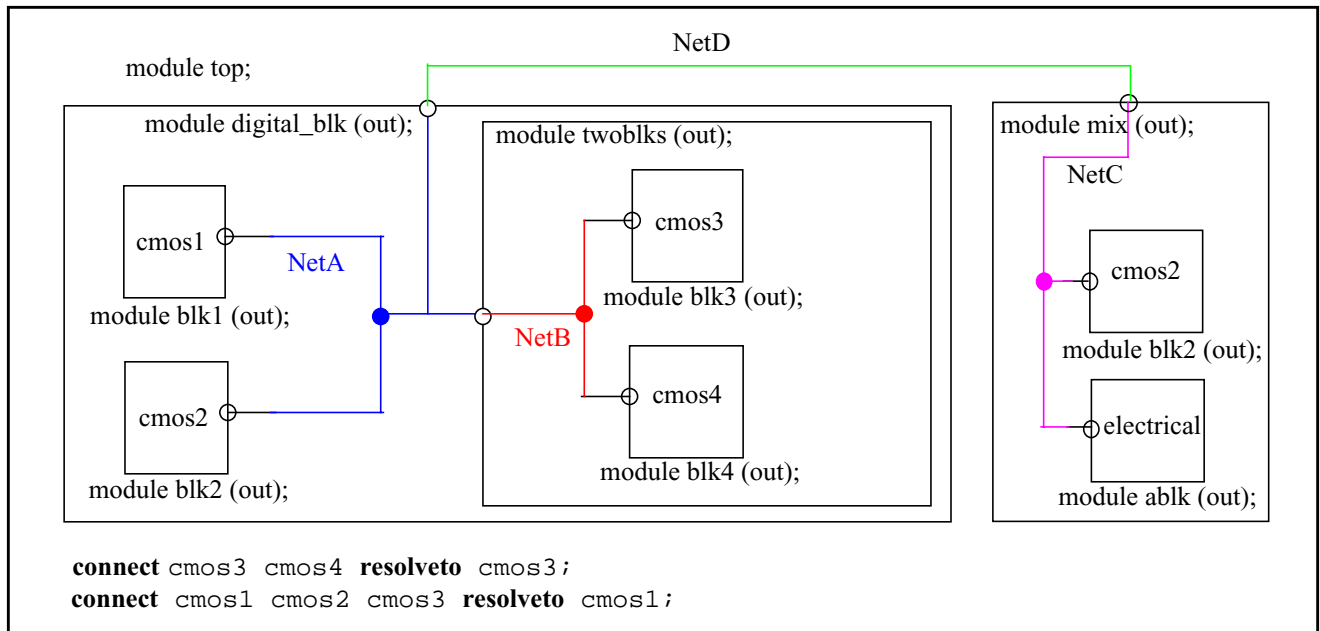 NetD
module top;
module digital_blk (out);
module twoblks (out);
module mix (out);
NetC
cmos1
cmos3
NetA
cmos2
module blk1 (out);
module blk3 (out);
NetB
module blk2 (out);
cmos2
cmos4
electrical
module blk4 (out);
module blk2 (out);
module ablk (out);
connect cmos3 cmos4 resolveto cmos3;
connect cmos1 cmos2 cmos3 resolveto cmos1;